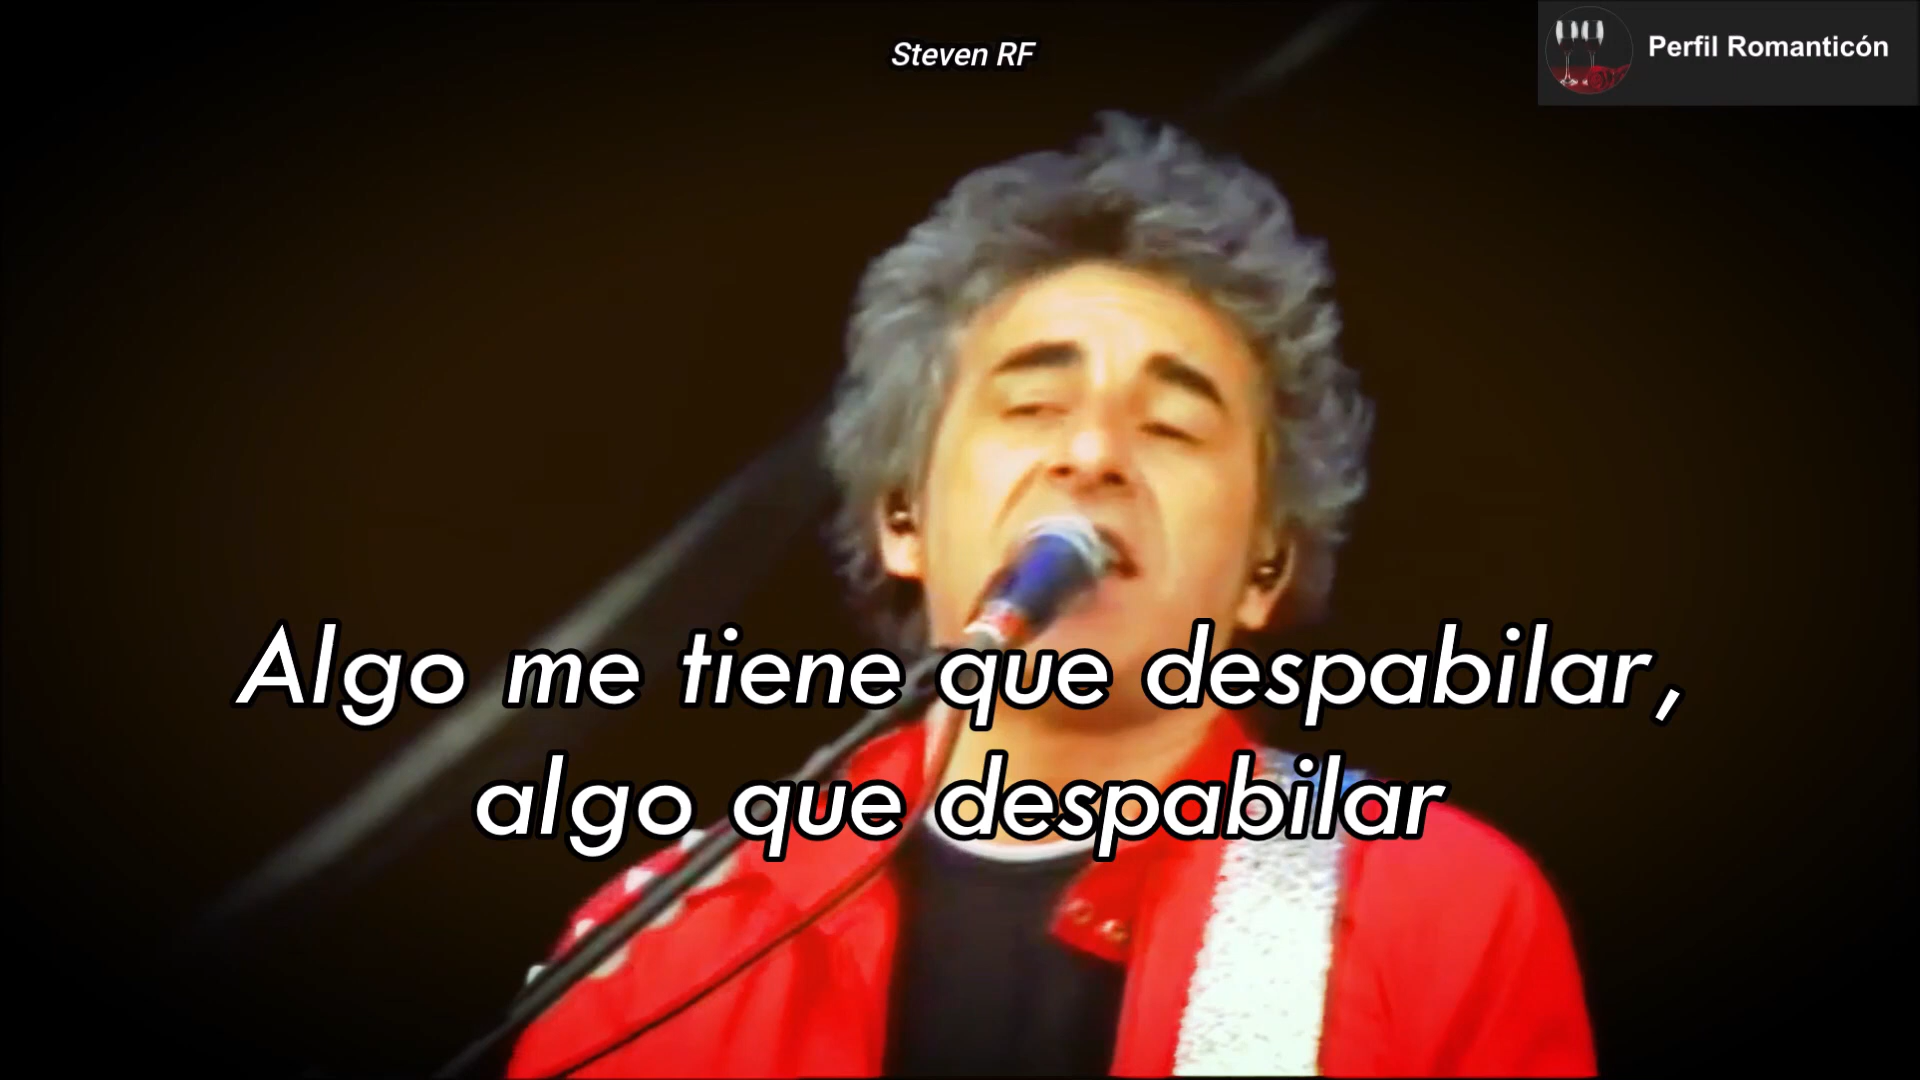 Steven RF
Perfil Romanticón
Algo me tiene que despabilar,
algo que despabilar